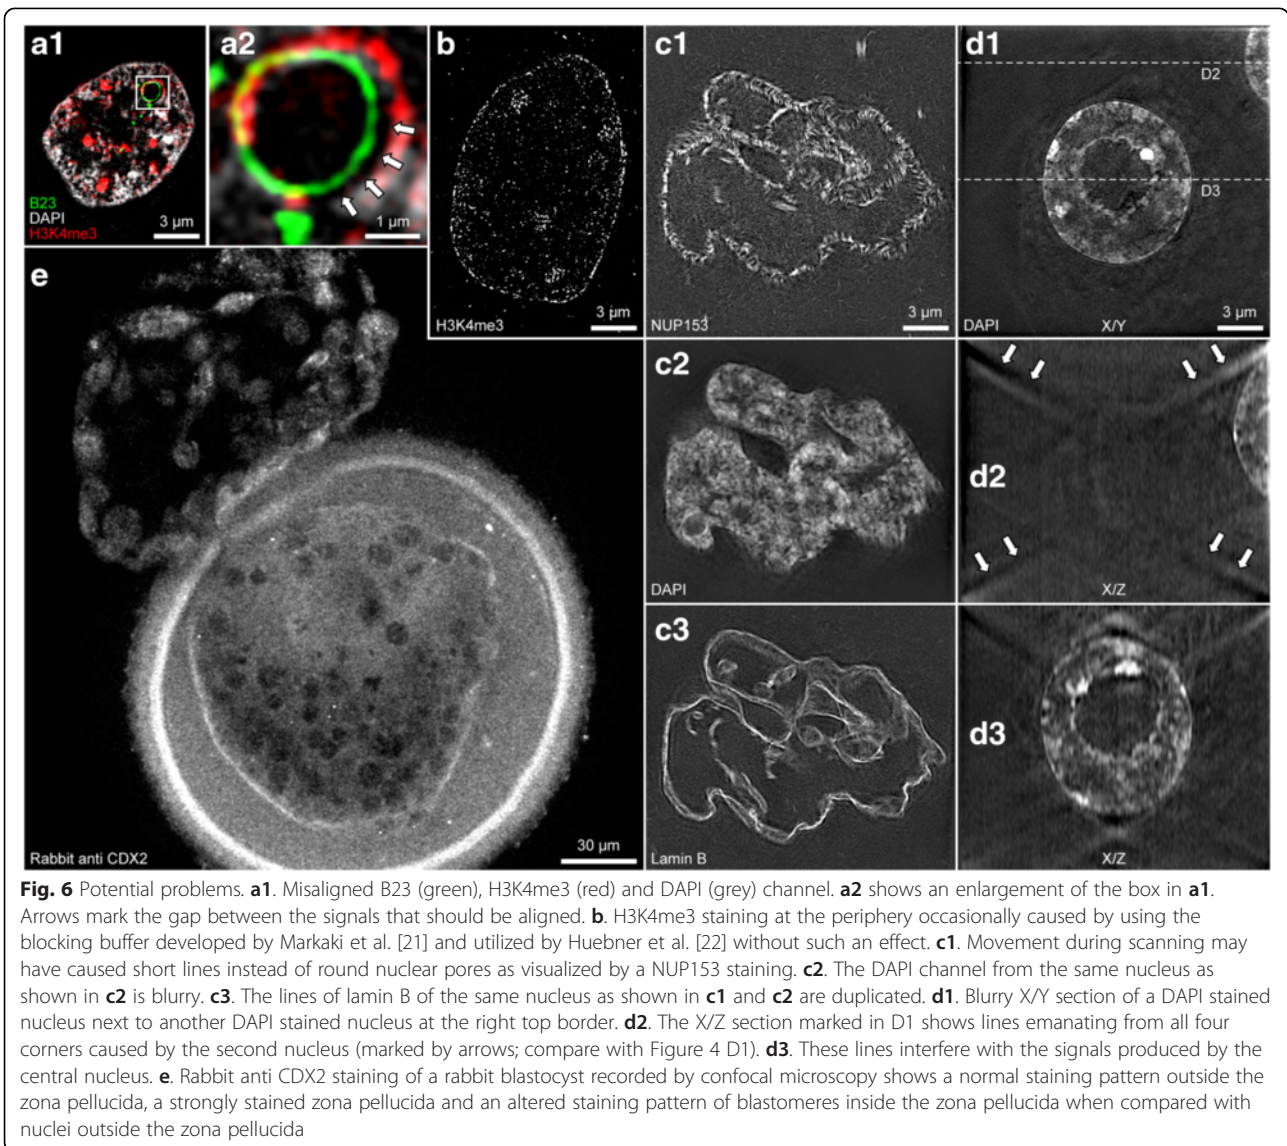 a1
B23
DAPI
H3K4me3
3 µm
a2
1 µm
b
H3K4me3
3 µm
c1
NUP153
3 µm
d1
D2
D3
DAPI
X/Y
3 µm
e
Rabbit anti CDX2
30 µm
c2
DAPI
d2
X/Z
c3
Lamin B
d3
X/Z
Fig. 6 Potential problems. a1. Misaligned B23 (green), H3K4me3 (red) and DAPI (grey) channel. a2 shows an enlargement of the box in a1.
Arrows mark the gap between the signals that should be aligned. b. H3K4me3 staining at the periphery occasionally caused by using the
blocking buffer developed by Markaki et al. [21] and utilized by Huebner et al. [22] without such an effect. c1. Movement during scanning may
have caused short lines instead of round nuclear pores as visualized by a NUP153 staining. c2. The DAPI channel from the same nucleus as
shown in c2 is blurry. c3. The lines of lamin B of the same nucleus as shown in c1 and c2 are duplicated. d1. Blurry X/Y section of a DAPI stained
nucleus next to another DAPI stained nucleus at the right top border. d2. The X/Z section marked in D1 shows lines emanating from all four
corners caused by the second nucleus (marked by arrows; compare with Figure 4 D1). d3. These lines interfere with the signals produced by the
central nucleus. e. Rabbit anti CDX2 staining of a rabbit blastocyst recorded by confocal microscopy shows a normal staining pattern outside the
zona pellucida, a strongly stained zona pellucida and an altered staining pattern of blastomeres inside the zona pellucida when compared with
nuclei outside the zona pellucida